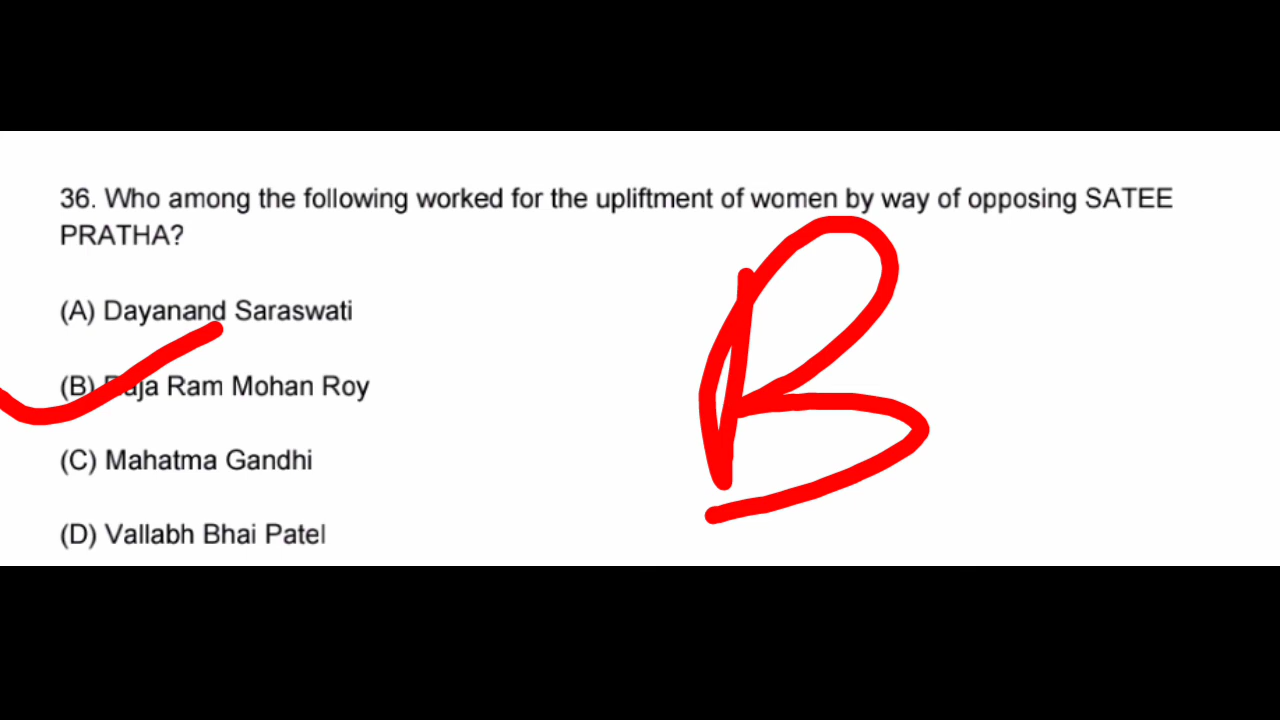 36. Who among the following worked for the upliftment of women by way of opposing SATEE
PRATHA?
(A) Dayanand Saraswati
(B) Raja Ram Mohan Roy
(C) Mahatma Gandhi
(D) Vallabh Bhai Patel
B